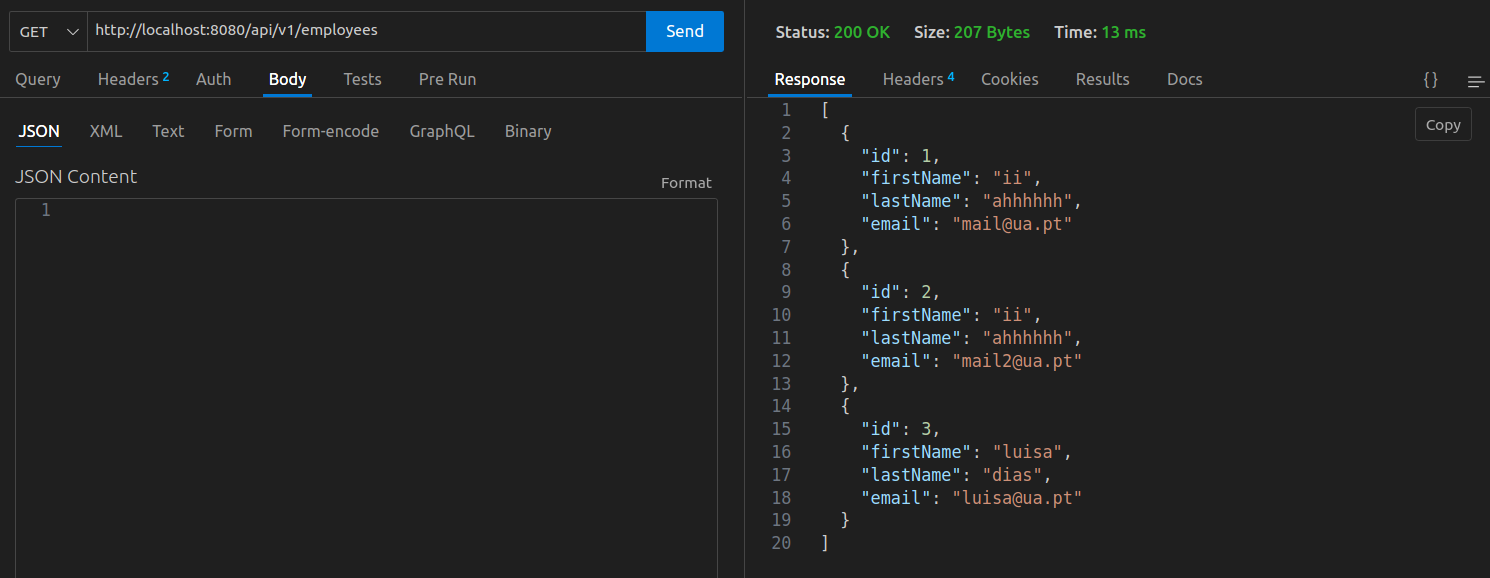 GET http://localhost:8080/api/v1/employees Send
Query Headers 2 Auth Body Tests Pre Run
JSON XML Text Form Form-encode GraphQL Binary
JSON Content
Format
1
Status: 200 OK Size: 207 Bytes Time: 13 ms
Response Headers 4 Cookies Results Docs {}
Copy
1 [
2 {
3 "id": 1,
4 "firstName": "ii",
5 "lastName": "ahhhhhh",
6 "email": "mail@ua.pt"
7 },
8 {
9 "id": 2,
10 "firstName": "ii",
11 "lastName": "ahhhhhh",
12 "email": "mail2@ua.pt"
13 },
14 {
15 "id": 3,
16 "firstName": "luisa",
17 "lastName": "dias",
18 "email": "luisa@ua.pt"
19 }
20 ]